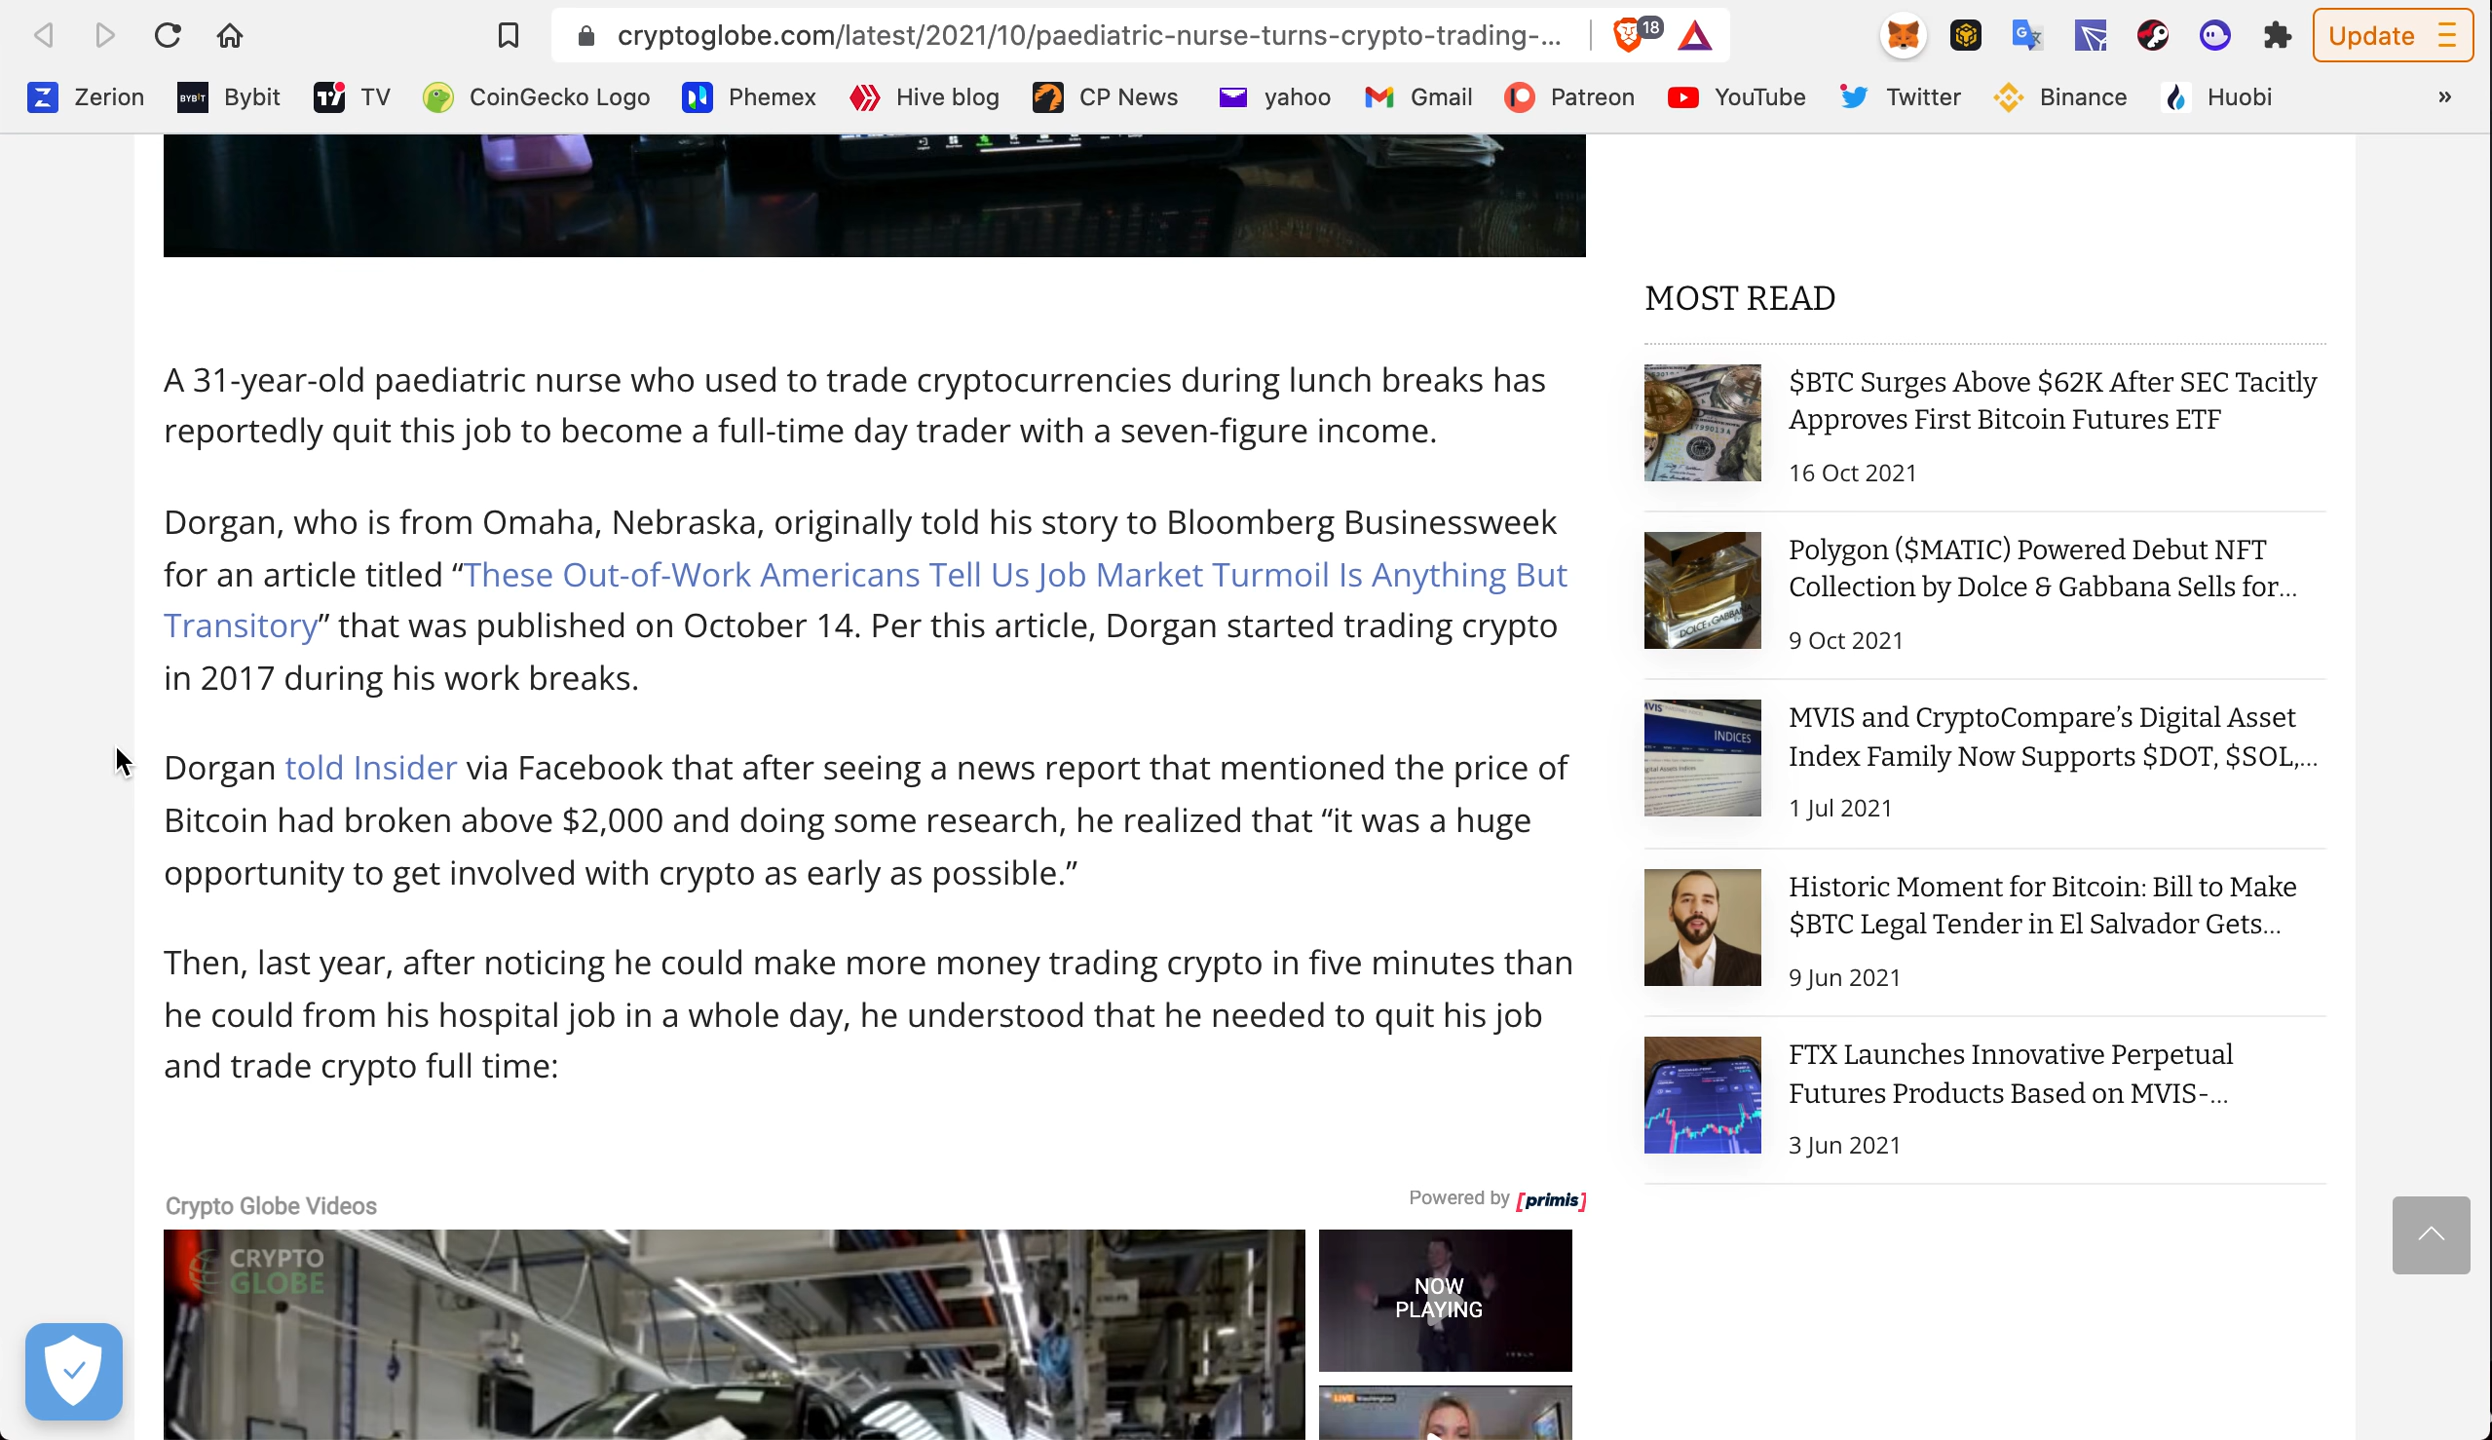 cryptoglobe.com/latest/2021/10/paediatric-nurse-turns-crypto-trading-...
18
Update
Zerion
BYBIT
Bybit
TV
CoinGecko Logo
Phemex
Hive blog
CP News
yahoo
Gmail
Patreon
YouTube
Twitter
Binance
Huobi
»
A 31-year-old paediatric nurse who used to trade cryptocurrencies during lunch breaks has
reportedly quit this job to become a full-time day trader with a seven-figure income.
Dorgan, who is from Omaha, Nebraska, originally told his story to Bloomberg Businessweek
for an article titled “These Out-of-Work Americans Tell Us Job Market Turmoil Is Anything But
Transitory” that was published on October 14. Per this article, Dorgan started trading crypto
in 2017 during his work breaks.
Dorgan told Insider via Facebook that after seeing a news report that mentioned the price of
Bitcoin had broken above $2,000 and doing some research, he realized that “it was a huge
opportunity to get involved with crypto as early as possible.”
Then, last year, after noticing he could make more money trading crypto in five minutes than
he could from his hospital job in a whole day, he understood that he needed to quit his job
and trade crypto full time:
Crypto Globe Videos
Powered by [primis]
CRYPTO
GLOBE
NOW
PLAYING
TESLA
LIVE Washington
MOST READ
$BTC Surges Above $62K After SEC Tacitly
Approves First Bitcoin Futures ETF
16 Oct 2021
Polygon ($MATIC) Powered Debut NFT
Collection by Dolce & Gabbana Sells for...
9 Oct 2021
DOLCE & GABBANA
MVIS and CryptoCompare’s Digital Asset
Index Family Now Supports $DOT, $SOL,...
1 Jul 2021
MVIS
INDICES
Digital Assets Indices
Historic Moment for Bitcoin: Bill to Make
$BTC Legal Tender in El Salvador Gets...
9 Jun 2021
FTX Launches Innovative Perpetual
Futures Products Based on MVIS-...
3 Jun 2021